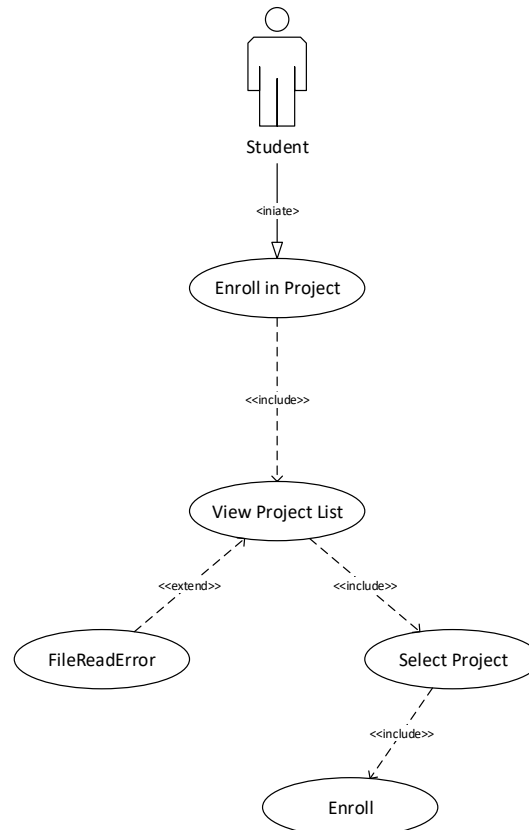 Student
<iniate>
Enroll in Project
<<include>>
View Project List
<<extend>>
<<include>>
FileReadError
Select Project
<<include>>
Enroll